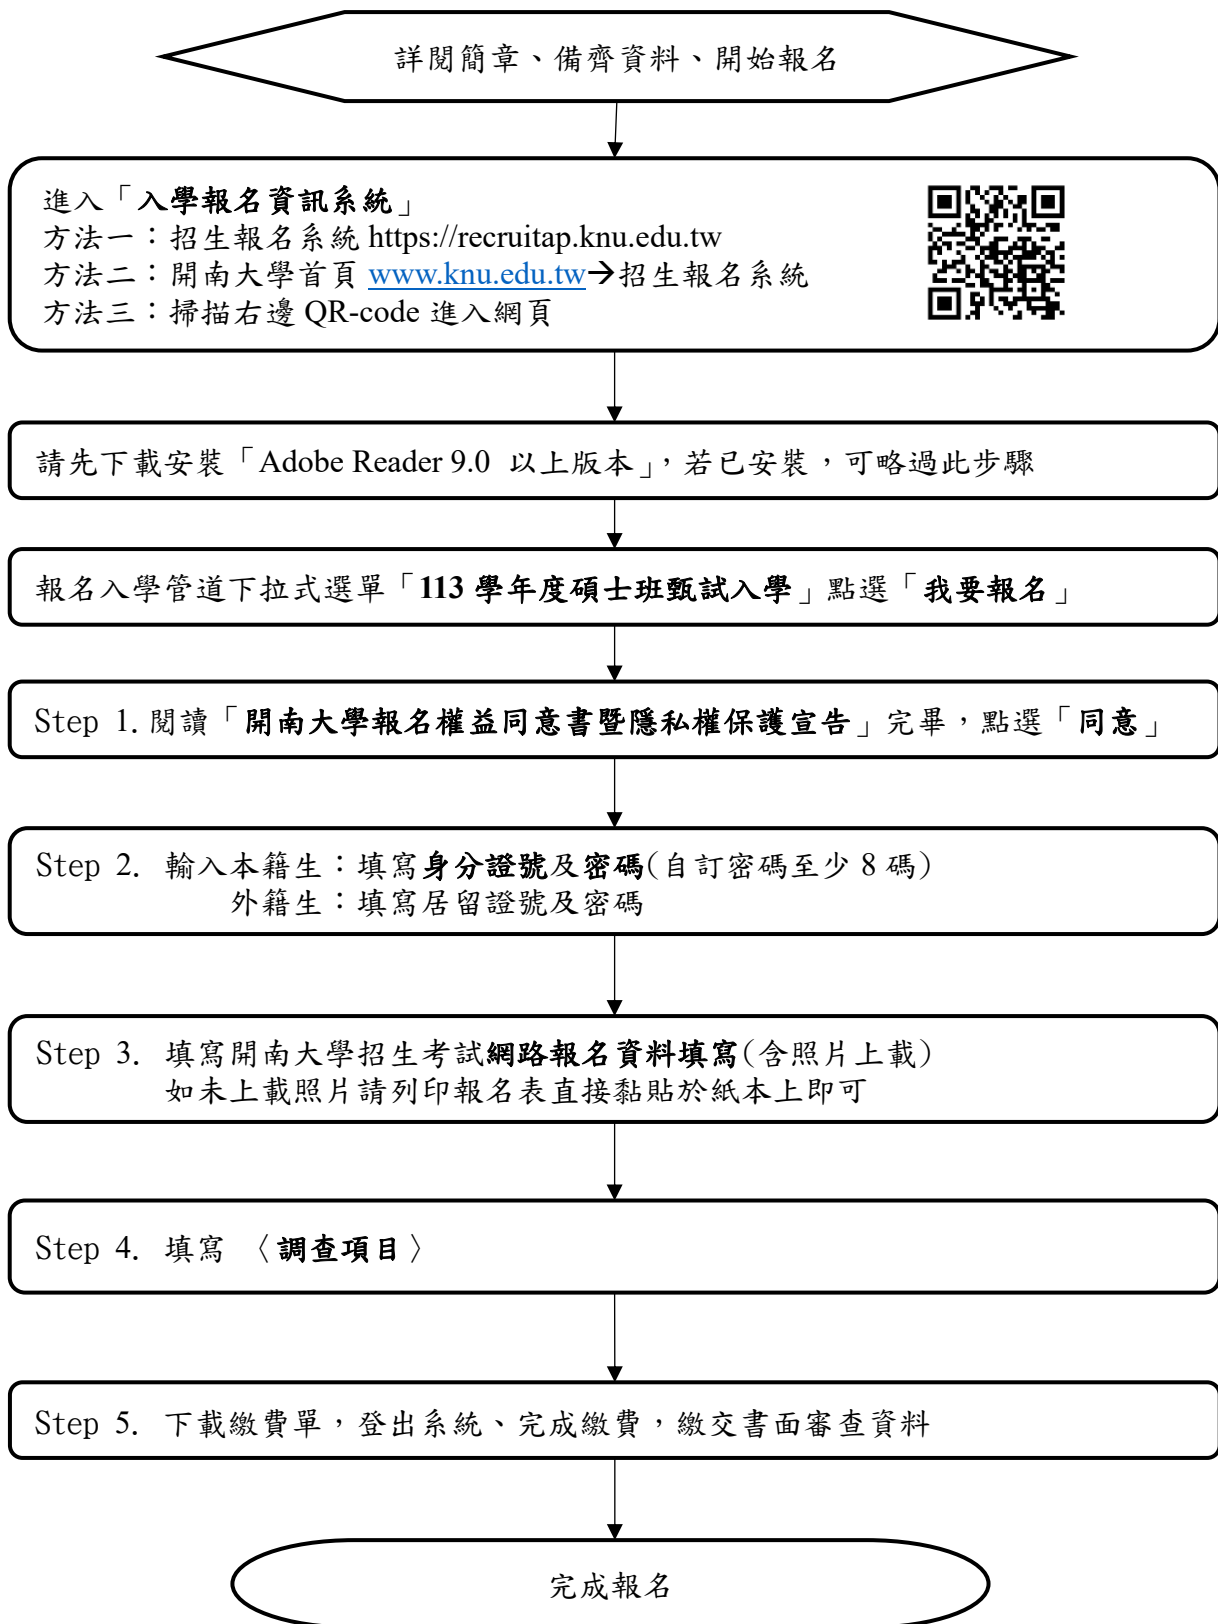 詳閱簡章、備齊資料、開始報名
進入「入學報名資訊系統」
方法一：招生報名系統 https://recruitap.knu.edu.tw
方法二：開南大學首頁 www.knu.edu.tw→招生報名系統
方法三：掃描右邊 QR-code 進入網頁
請先下載安裝「Adobe Reader 9.0 以上版本」，若已安裝，可略過此步驟
報名入學管道下拉式選單「113 學年度碩士班甄試入學」點選「我要報名」
Step 1. 閱讀「開南大學報名權益同意書暨隱私權保護宣告」完畢，點選「同意」
Step 2. 輸入本籍生：填寫身分證號及密碼(自訂密碼至少 8 碼)
外籍生：填寫居留證號及密碼
Step 3. 填寫開南大學招生考試網路報名資料填寫(含照片上載)
如未上載照片請列印報名表直接黏貼於紙本上即可
Step 4. 填寫 〈調查項目〉
Step 5. 下載繳費單，登出系統、完成繳費，繳交書面審查資料
完成報名